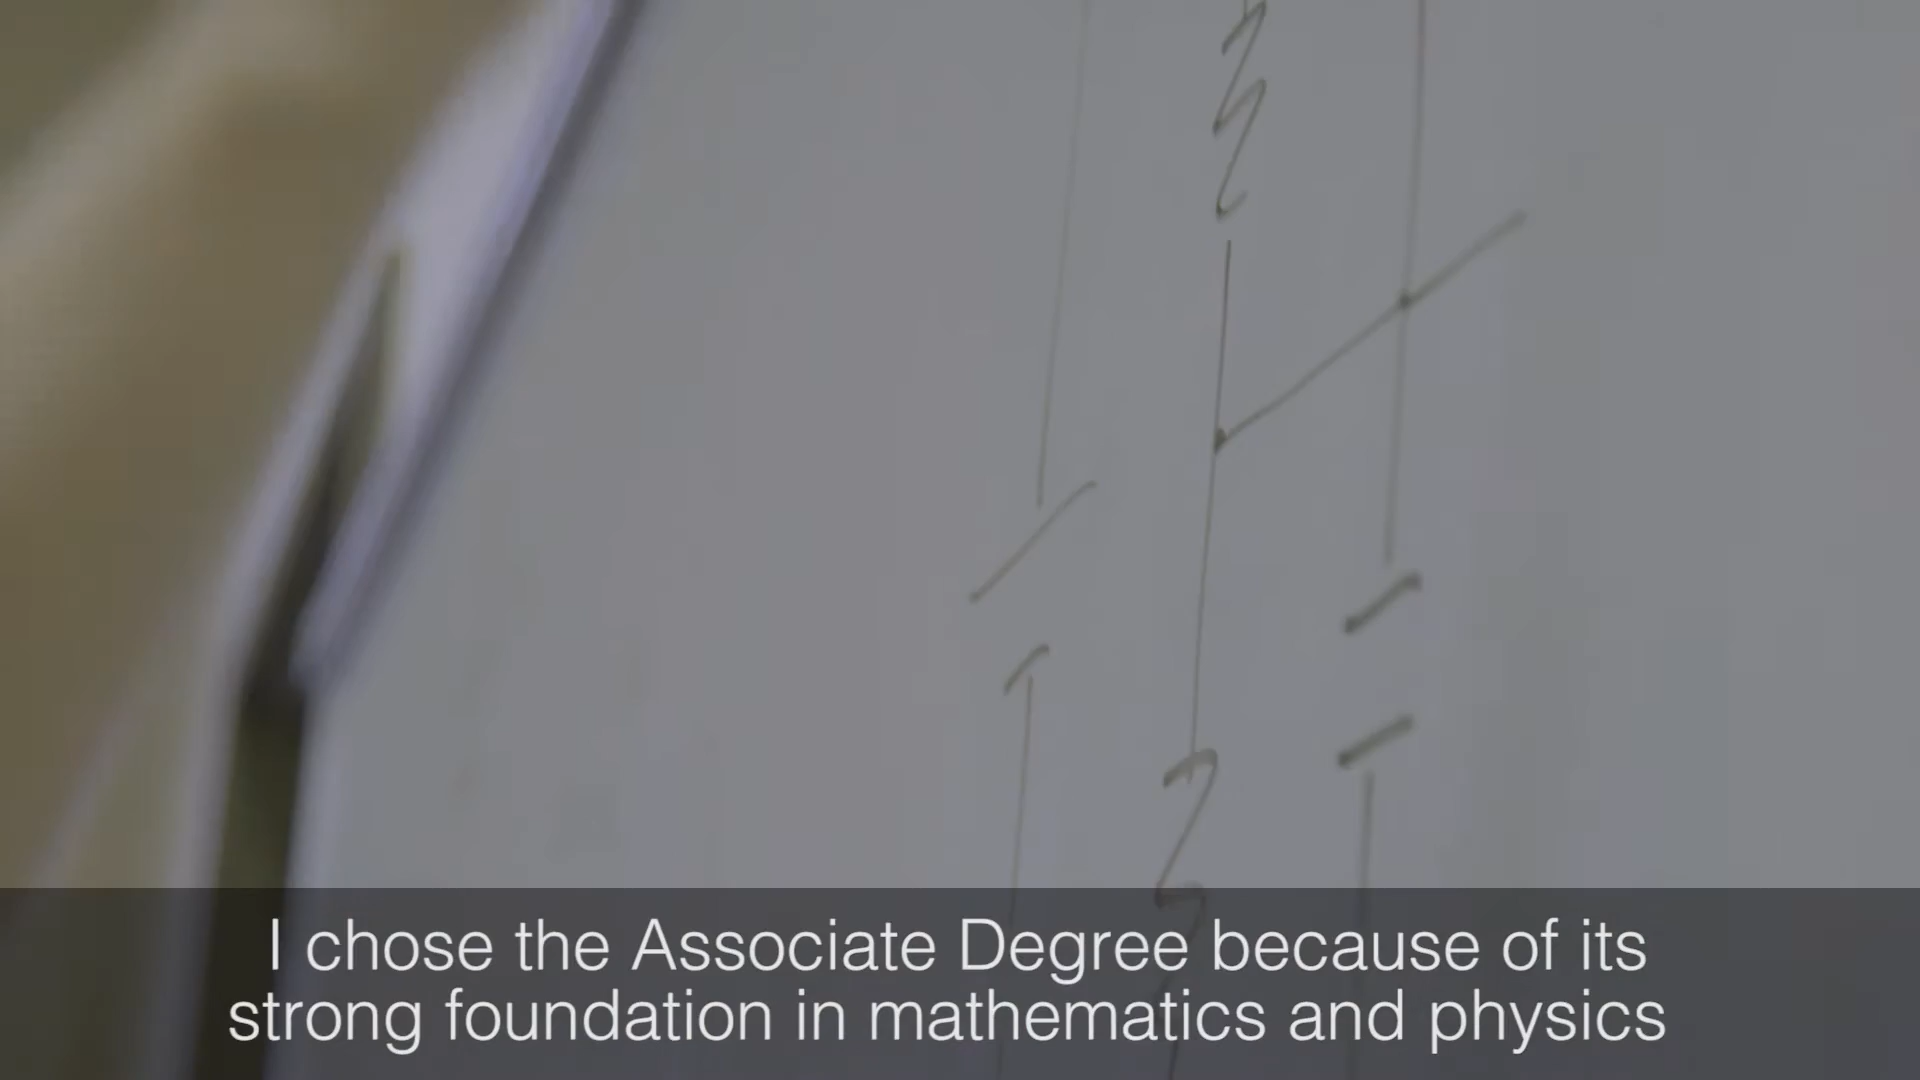 I chose the Associate Degree because of its
strong foundation in mathematics and physics